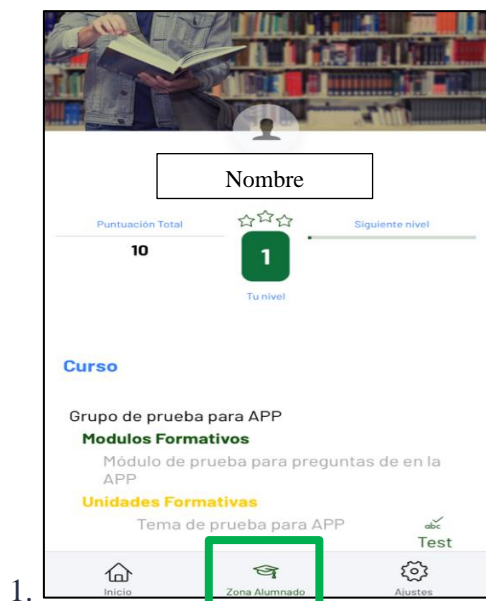 Nombre
Puntuación Total
Siguiente nivel
10
1
Tu nivel
Curso
Grupo de prueba para APP
Modulos Formativos
Módulo de prueba para preguntas de en la
APP
Unidades Formativas
Tema de prueba para APP
abc
Test
Inicio
Zona Alumnado
Ajustes
1.